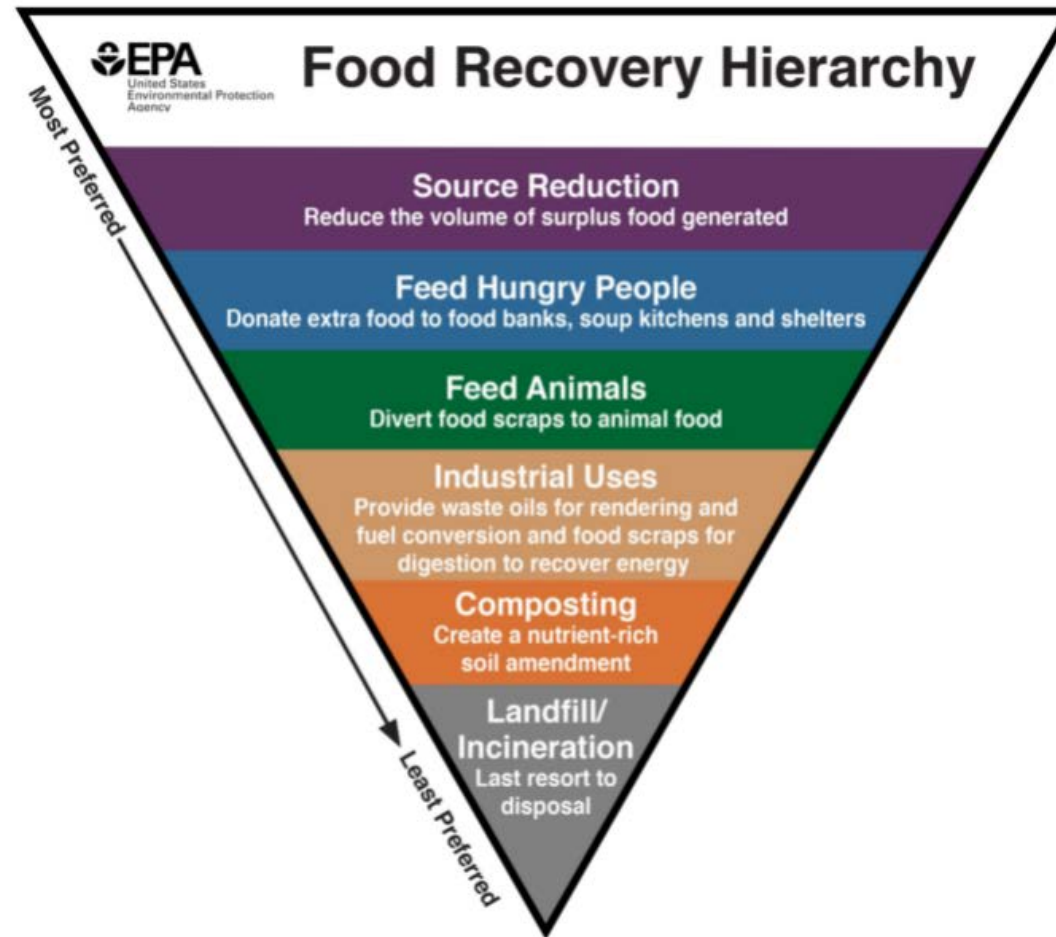 EPA
United States
Environmental Protection
Agency
Food Recovery Hierarchy
Most Preferred
Source Reduction
Reduce the volume of surplus food generated
Feed Hungry People
Donate extra food to food banks, soup kitchens and shelters
Feed Animals
Divert food scraps to animal food
Industrial Uses
Provide waste oils for rendering and
fuel conversion and food scraps for
digestion to recover energy
Composting
Create a nutrient-rich
soil amendment
Landfill/
Incineration
Last resort to
disposal
Least Preferred